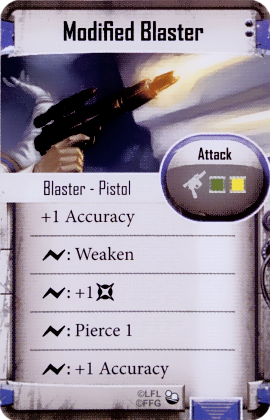 Modified Blaster
Attack
Blaster - Pistol
+1 Accuracy
: Weaken
: +1
: Pierce 1
: +1 Accuracy
©LFL
©FFG